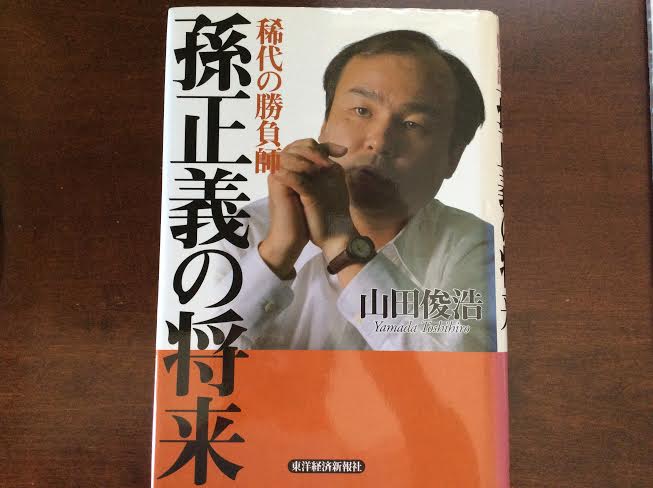 稀代の勝負師
孫正義の将来
山田俊浩
Yamada Toshihiro
東洋経済新報社